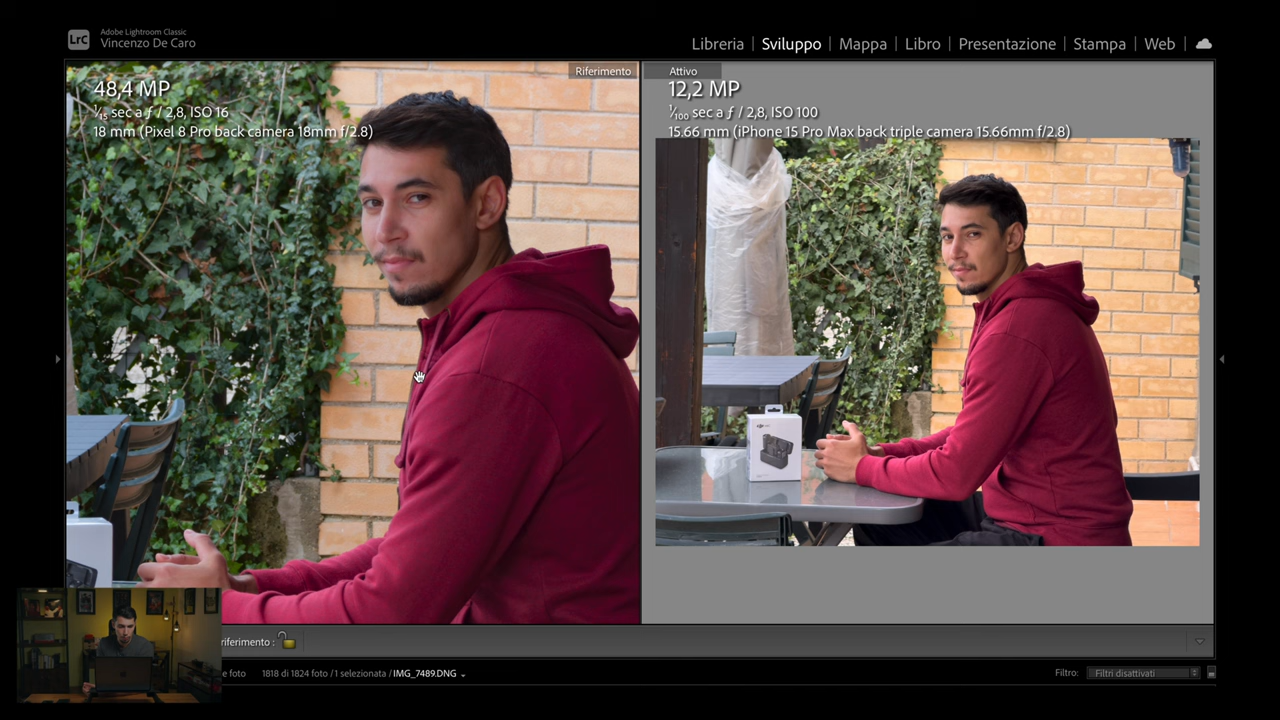 LrC
Adobe Lightroom Classic
Vincenzo De Caro
Libreria | Sviluppo | Mappa | Libro | Presentazione | Stampa | Web
Riferimento
48,4 MP
1/15 sec a ƒ / 2,8, ISO 16
18 mm (Pixel 8 Pro back camera 18mm f/2.8)
Attivo
12,2 MP
1/100 sec a ƒ / 2,8, ISO 100
15.66 mm (iPhone 15 Pro Max back triple camera 15.66mm f/2.8)
riferimento :
e foto
1818 di 1824 foto / 1 selezionata / IMG_7489.DNG
Filtro:
Filtri disattivati